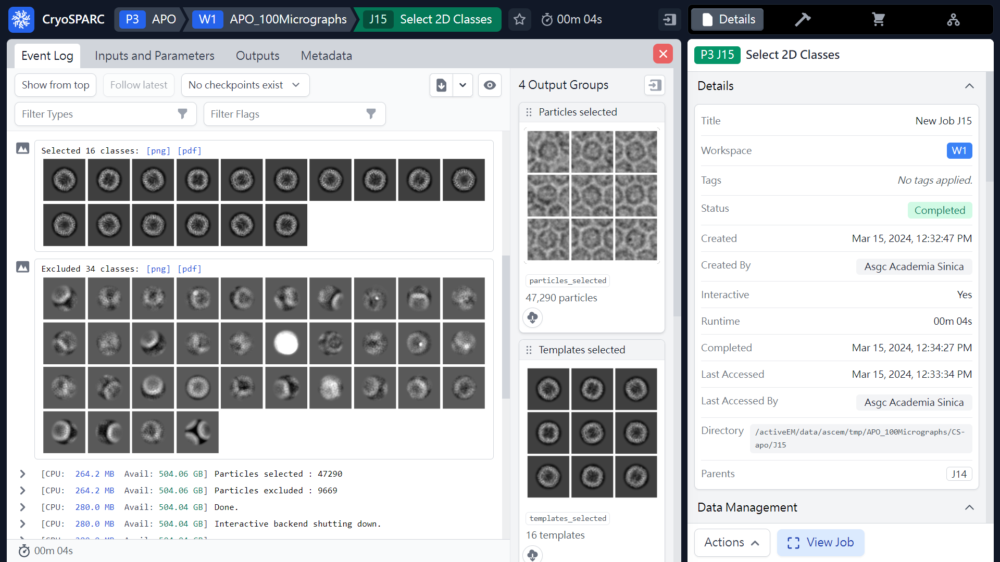 CryoSPARC P3 APO W1 APO_100Micrographs J15 Select 2D Classes 00m 04s Details
Event Log Inputs and Parameters Outputs Metadata
Show from top Follow latest No checkpoints exist
Filter Types Filter Flags
Selected 16 classes: [png] [pdf]
Excluded 34 classes: [png] [pdf]
[CPU: 264.2 MB Avail: 504.06 GB] Particles selected : 47290
[CPU: 264.2 MB Avail: 504.06 GB] Particles excluded : 9669
[CPU: 280.0 MB Avail: 504.04 GB] Done.
[CPU: 280.0 MB Avail: 504.04 GB] Interactive backend shutting down.
00m 04s
4 Output Groups
Particles selected
particles_selected
47,290 particles
Templates selected
templates_selected
16 templates
P3 J15 Select 2D Classes
Details
Title New Job J15
Workspace W1
Tags No tags applied.
Status Completed
Created Mar 15, 2024, 12:32:47 PM
Created By Asgc Academia Sinica
Interactive Yes
Runtime 00m 04s
Completed Mar 15, 2024, 12:34:27 PM
Last Accessed Mar 15, 2024, 12:33:34 PM
Last Accessed By Asgc Academia Sinica
Directory /activeEM/data/ascem/tmp/APO_100Micrographs/CS-
apo/J15
Parents J14
Data Management
Actions View Job